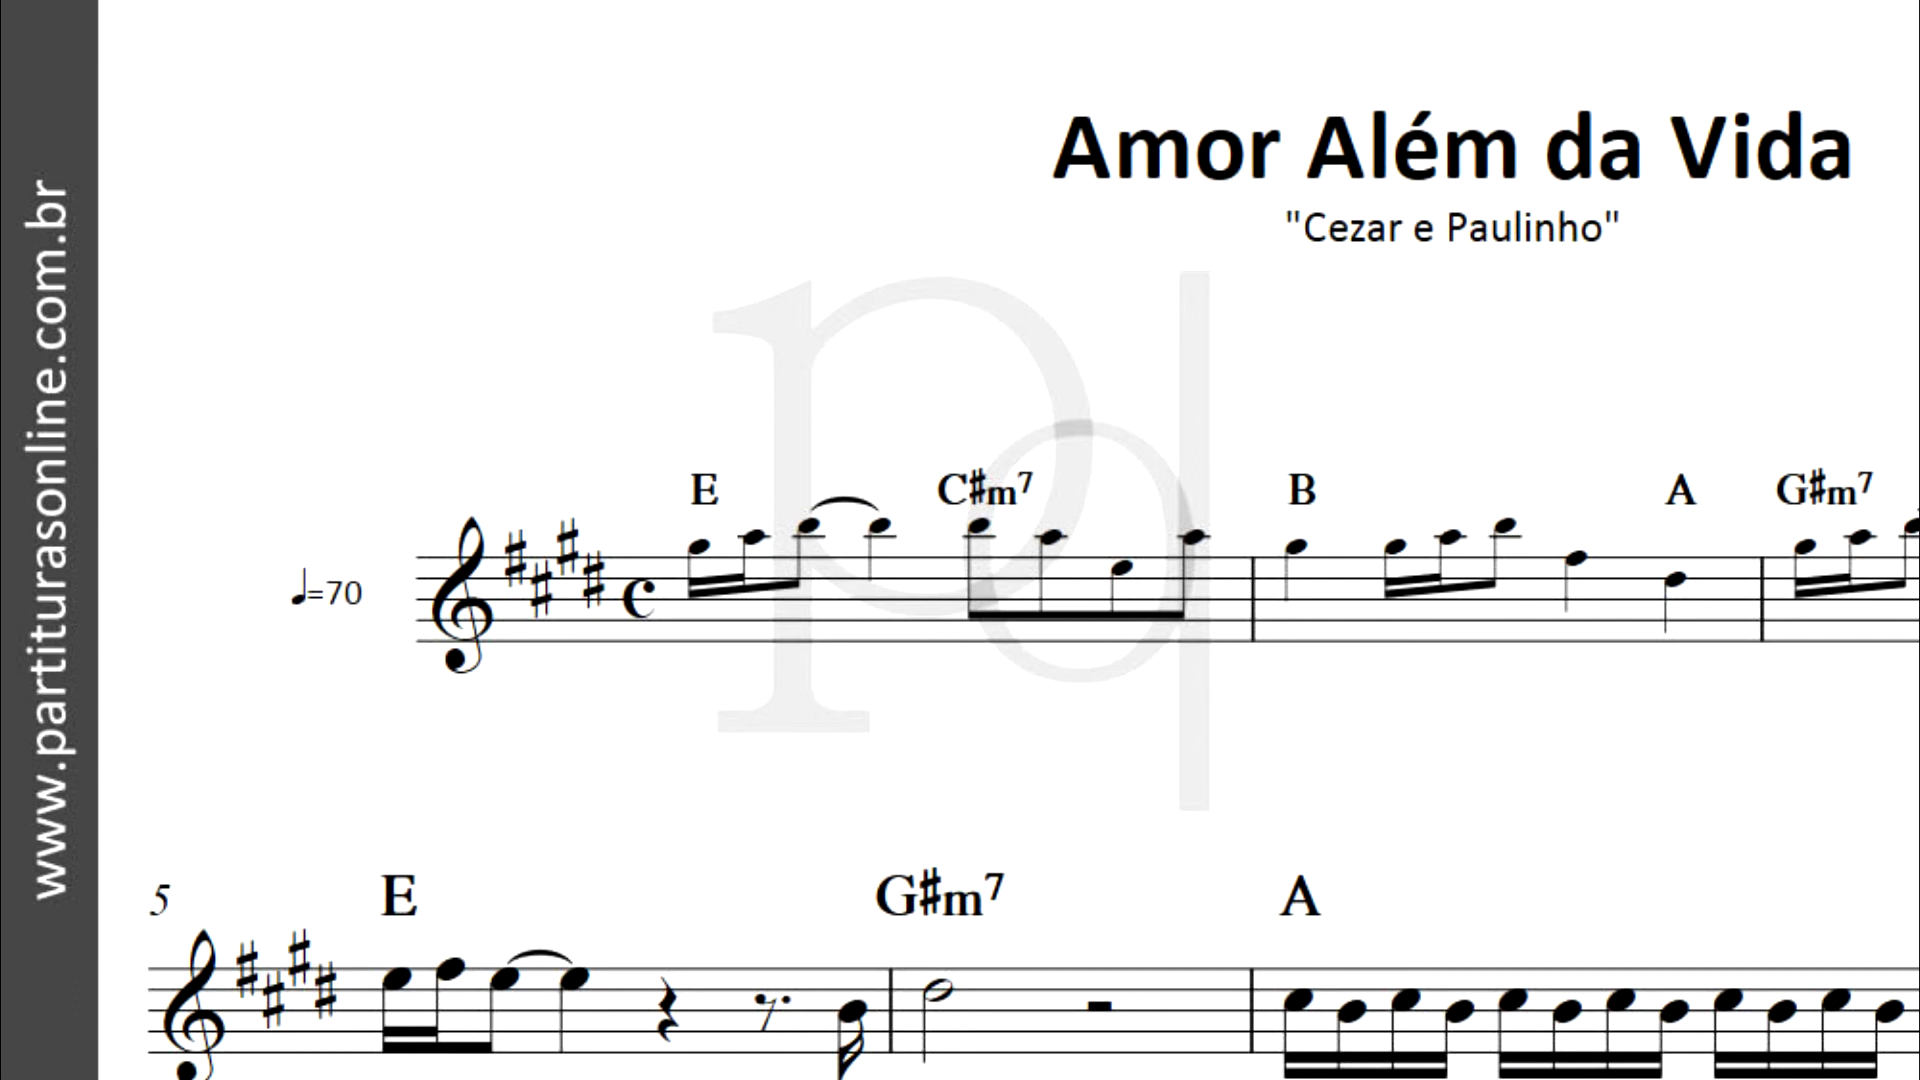 www.partiturasonline.com.br
Amor Além da Vida
"Cezar e Paulinho"
E C#m7 B A G#m7
♩=70
5 E G#m7 A